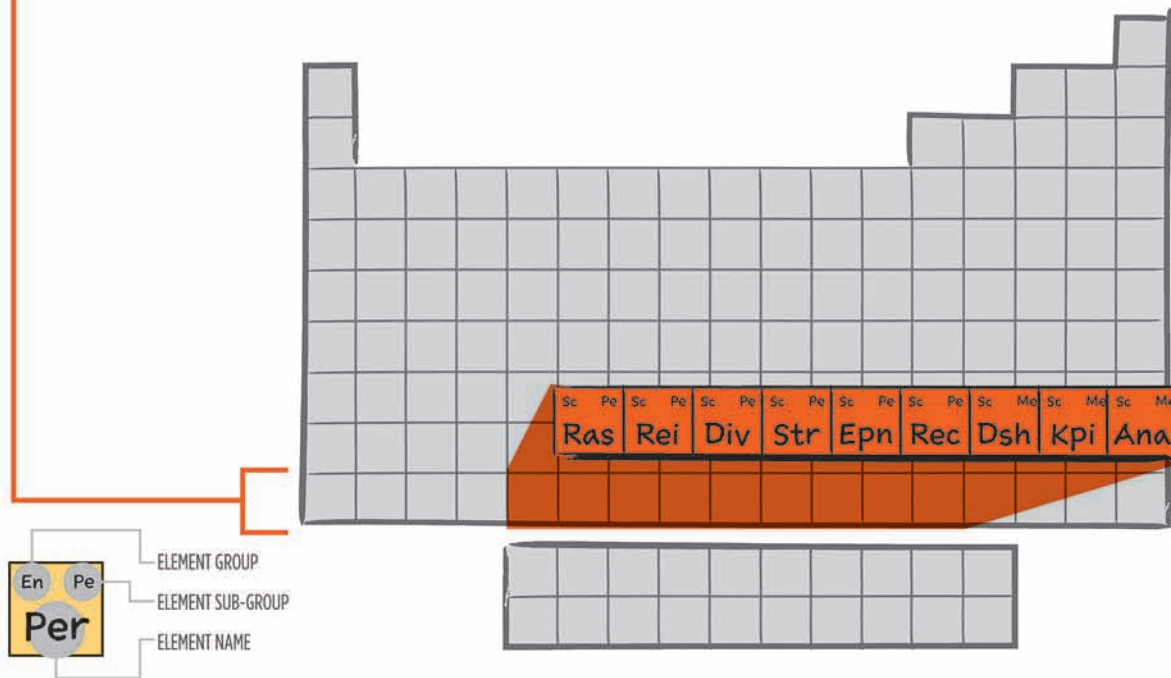 Sc Pe Sc Pe Sc Pe Sc Pe Sc Pe Sc Pe Sc Me Sc Me Sc Me
Ras Rei Div Str Epn Rec Dsh Kpi Ana
ELEMENT GROUP
En Pe
ELEMENT SUB-GROUP
Per
ELEMENT NAME